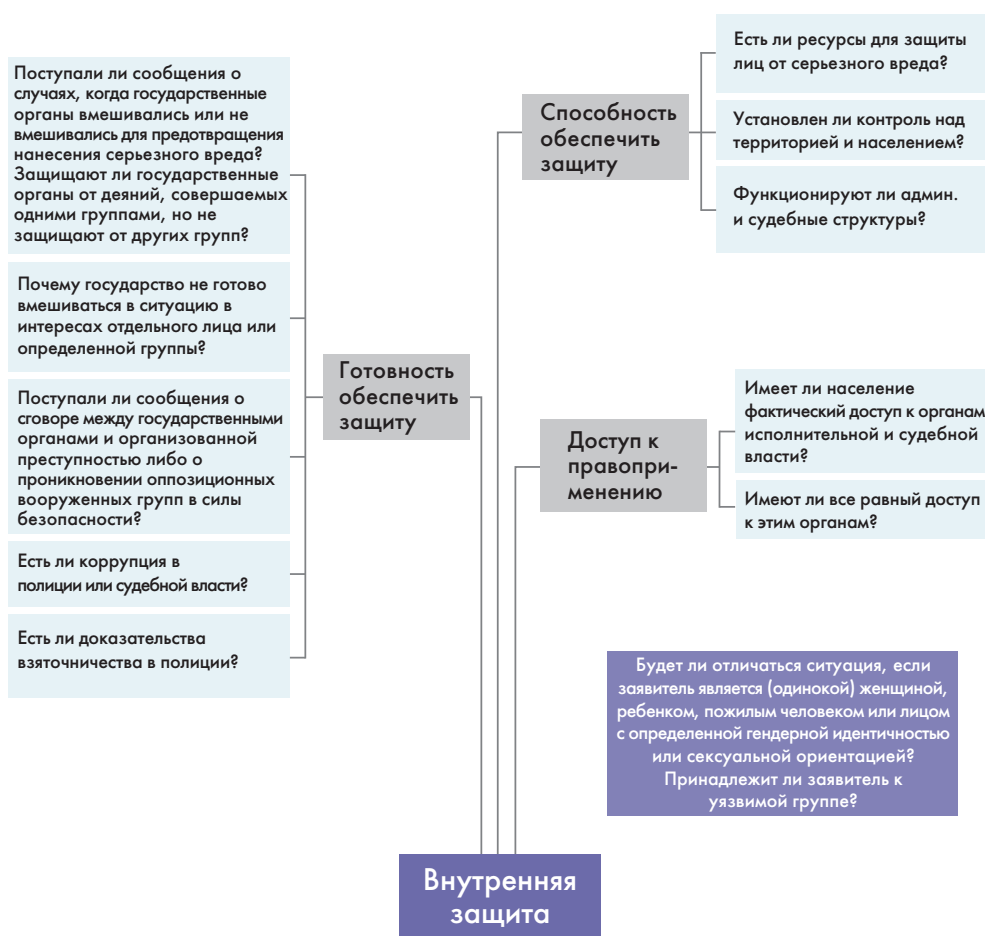 Поступали ли сообщения о
случаях, когда государственные
органы вмешивались или не
вмешивались для предотвращения
нанесения серьезного вреда?
Защищают ли государственные
органы от деяний, совершаемых
одними группами, но не
защищают от других групп?
Почему государство не готово
вмешиваться в ситуацию в
интересах отдельного лица или
определенной группы?
Поступали ли сообщения о
сговоре между государственными
органами и организованной
преступностью либо о
проникновении оппозиционных
вооруженных групп в силы
безопасности?
Есть ли коррупция в
полиции или судебной власти?
Есть ли доказательства
взяточничества в полиции?
Готовность
обеспечить
защиту
Способность
обеспечить
защиту
Есть ли ресурсы для защиты
лиц от серьезного вреда?
Установлен ли контроль над
территорией и населением?
Функционируют ли админ.
и судебные структуры?
Доступ к
правопри-
менению
Имеет ли население
фактический доступ к органам
исполнительной и судебной
власти?
Имеют ли все равный доступ
к этим органам?
Будет ли отличаться ситуация, если
заявитель является (одинокой) женщиной,
ребенком, пожилым человеком или лицом
с определенной гендерной идентичностью
или сексуальной ориентацией?
Принадлежит ли заявитель к
уязвимой группе?
Внутренняя
защита